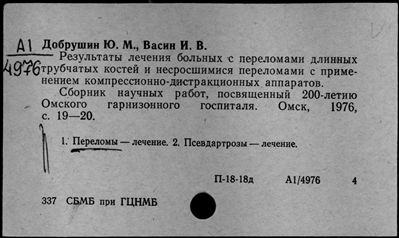 А1
4976
Добрушин Ю. М., Васин И. В.
Результаты лечения больных с переломами длинных
трубчатых костей и несросшимися переломами с приме-
нением компрессионно-дистракционных аппаратов.
Сборник научных работ, посвященный 200-летию
Омского гарнизонного госпиталя. Омск, 1976,
с. 19—20.
1. Переломы — лечение. 2. Псевдартрозы — лечение.
П-18-18д А1/4976 4
337 СБМБ при ГЦНМБ